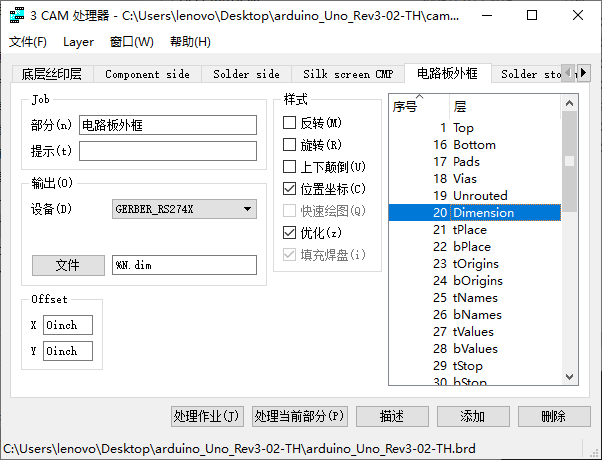 3 CAM 处理器 - C:\Users\lenovo\Desktop\arduino_Uno_Rev3-02-TH\cam...
文件(F) Layer 窗口(W) 帮助(H)
底层丝印层 Component side Solder side Silk screen CMP 电路板外框 Solder sto
Job
部分(n) 电路板外框
提示(t)
输出(O)
设备(D) GERBER_RS274X
文件 %N.dim
Offset
X 0inch
Y 0inch
样式
反转(M)
旋转(R)
上下颠倒(U)
位置坐标(C)
快速绘图(Q)
优化(z)
填充焊盘(i)
序号 层
1 Top
16 Bottom
17 Pads
18 Vias
19 Unrouted
20 Dimension
21 tPlace
22 bPlace
23 tOrigins
24 bOrigins
25 tNames
26 bNames
27 tValues
28 bValues
29 tStop
30 bStop
处理作业(J) 处理当前部分(P) 描述 添加 删除
C:\Users\lenovo\Desktop\arduino_Uno_Rev3-02-TH\arduino_Uno_Rev3-02-TH.brd